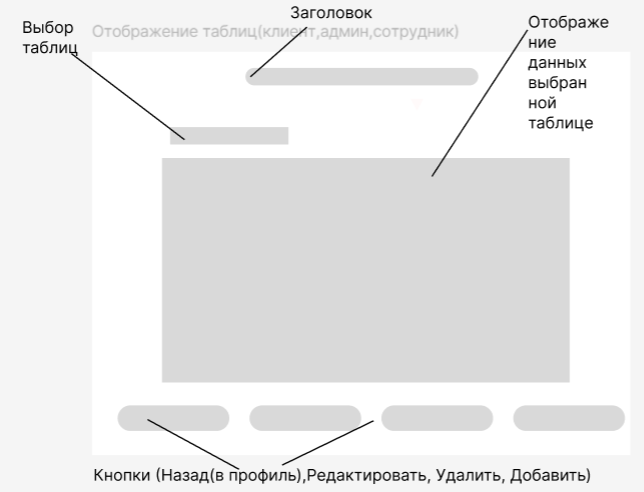 Заголовок
Выбор
таблиц
Отображение таблиц(клиент,админ,сотрудник)
Отображе
ние
данных
выбран
ной
таблице
Кнопки (Назад(в профиль),Редактировать, Удалить, Добавить)